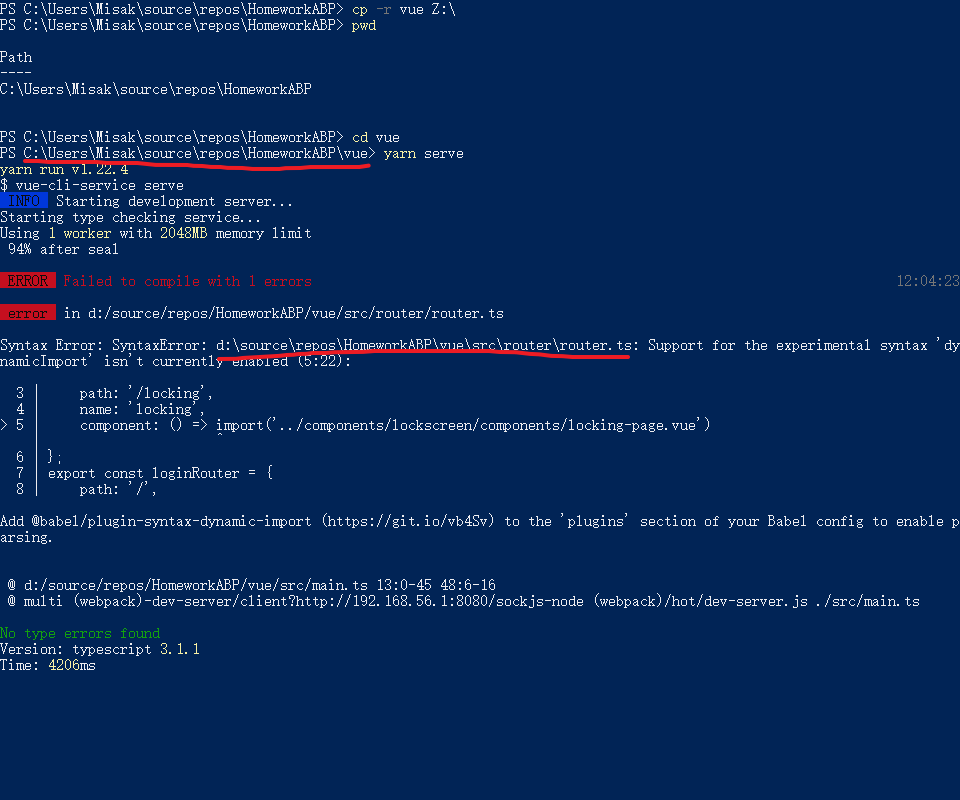 PS C:\Users\Misak\source\repos\HomeworkABP> cp -r vue Z:\
PS C:\Users\Misak\source\repos\HomeworkABP> pwd
Path
----
C:\Users\Misak\source\repos\HomeworkABP
PS C:\Users\Misak\source\repos\HomeworkABP> cd vue
PS C:\Users\Misak\source\repos\HomeworkABP\vue> yarn serve
yarn run v1.22.4
$ vue-cli-service serve
INFO  Starting development server...
Starting type checking service...
Using 1 worker with 2048MB memory limit
94% after seal
ERROR  Failed to compile with 1 errors 12:04:23
error  in d:/source/repos/HomeworkABP/vue/src/router/router.ts
Syntax Error: SyntaxError: d:\source\repos\HomeworkABP\vue\src\router\router.ts: Support for the experimental syntax 'dy
namicImport' isn't currently enabled (5:22):
3 |     path: '/locking',
4 |     name: 'locking',
> 5 |     component: () => import('../components/lockscreen/components/locking-page.vue')
|                      ^
6 | };
7 | export const loginRouter = {
8 |     path: '/',
Add @babel/plugin-syntax-dynamic-import (https://git.io/vb4Sv) to the 'plugins' section of your Babel config to enable p
arsing.
@ d:/source/repos/HomeworkABP/vue/src/main.ts 13:0-45 48:6-16
@ multi (webpack)-dev-server/client?http://192.168.56.1:8080/sockjs-node (webpack)/hot/dev-server.js ./src/main.ts
No type errors found
Version: typescript 3.1.1
Time: 4206ms